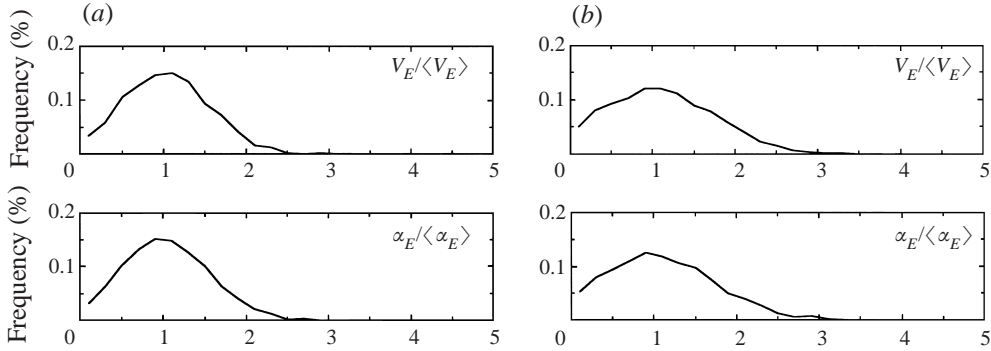 (a) (b)
Frequency (%) 0.2 V_E/⟨V_E⟩ 0.2 V_E/⟨V_E⟩
0.1 0.1
0 1 2 3 4 5 0 1 2 3 4 5
Frequency (%) 0.2 α_E/⟨α_E⟩ 0.2 α_E/⟨α_E⟩
0.1 0.1
0 1 2 3 4 5 0 1 2 3 4 5